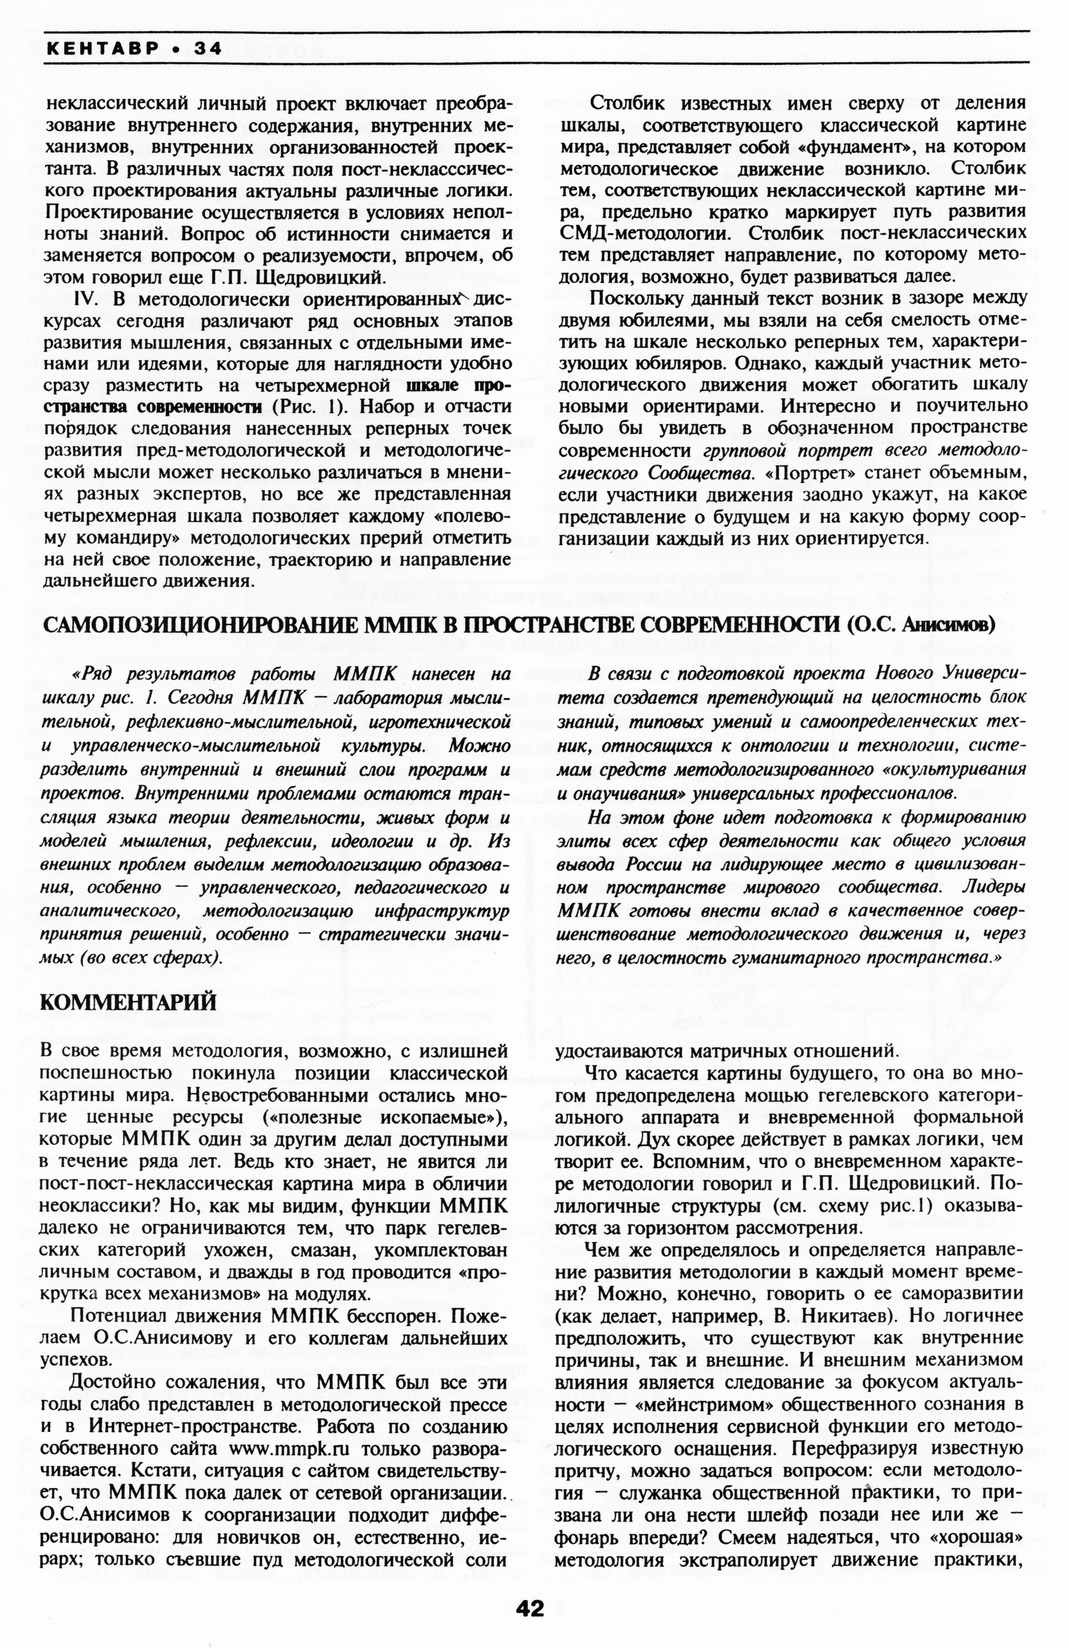 КЕНТАВР • 34
неклассический личный проект включает преобра-
зование внутреннего содержания, внутренних ме-
ханизмов, внутренних организованностей проек-
танта. В различных частях поля пост-неклассчичес-
кого проектирования актуальны различные логики.
Проектирование осуществляется в условиях непол-
ноты знаний. Вопрос об истинности снимается и
заменяется вопросом о реализуемости, впрочем, об
этом говорил еще Г.П. Щедровицкий.
IV. В методологически ориентированных дис-
курсах сегодня различают ряд основных этапов
развития мышления, связанных с отдельными име-
нами или идеями, которые для наглядности удобно
сразу разместить на четырехмерной шкале про-
странства современности (Рис. 1). Набор и отчасти
порядок следования нанесенных реперных точек
развития пред-методологической и методологиче-
ской мысли может несколько различаться в мнени-
ях разных экспертов, но все же представленная
четырехмерная шкала позволяет каждому «полево-
му командиру» методологических прерий отметить
на ней свое положение, траекторию и направление
дальнейшего движения.
Столбик известных имен сверху от деления
шкалы, соответствующего классической картине
мира, представляет собой «фундамент», на котором
методологическое движение возникло. Столбик
тем, соответствующих неклассической картине ми-
ра, предельно кратко маркирует путь развития
СМД-методологии. Столбик пост-неклассических
тем представляет направление, по которому мето-
дология, возможно, будет развиваться далее.
Поскольку данный текст возник в зазоре между
двумя юбилеями, мы взяли на себя смелость отме-
тить на шкале несколько реперных тем, характери-
зующих юбиляров. Однако, каждый участник мето-
дологического движения может обогатить шкалу
новыми ориентирами. Интересно и поучительно
было бы увидеть в обозначенном пространстве
современности групповой портрет всего методоло-
гического Сообщества. «Портрет» станет объемным,
если участники движения заодно укажут, на какое
представление о будущем и на какую форму соор-
ганизации каждый из них ориентируется.
САМОПОЗИЦИОНИРОВАНИЕ ММПК В ПРОСТРАНСТВЕ СОВРЕМЕННОСТИ (О.С. Анисимов)
«Ряд результатов работы ММПК нанесен на
шкалу рис. 1. Сегодня ММПК — лаборатория мысли-
тельной, рефлекивно-мыслительной, игротехнической
и управленческо-мыслительной культуры. Можно
разделить внутренний и внешний слои программ и
проектов. Внутренними проблемами остаются тран-
сляция языка теории деятельности, живых форм и
моделей мышления, рефлексии, идеологии и др. Из
внешних проблем выделим методологизацию образова-
ния, особенно — управленческого, педагогического и
аналитического, методологизацию инфраструктур
принятия решений, особенно — стратегически значи-
мых (во всех сферах).
В связи с подготовкой проекта Нового Универси-
тета создается претендующий на целостность блок
знаний, типовых умений и самоопределенческих тех-
ник, относящихся к онтологии и технологии, систе-
мам средств методологизированного «окультуривания
и онаучивания» универсальных профессионалов.
На этом фоне идет подготовка к формированию
элиты всех сфер деятельности как общего условия
вывода России на лидирующее место в цивилизован-
ном пространстве мирового сообщества. Лидеры
ММПК готовы внести вклад в качественное совер-
шенствование методологического движения и, через
него, в целостность гуманитарного пространства.»
КОММЕНТАРИЙ
В свое время методология, возможно, с излишней
поспешностью покинула позиции классической
картины мира. Невостребованными остались мно-
гие ценные ресурсы («полезные ископаемые»),
которые ММПК один за другим делал доступными
в течение ряда лет. Ведь кто знает, не явится ли
пост-пост-неклассическая картина мира в обличии
неоклассики? Но, как мы видим, функции ММПК
далеко не ограничиваются тем, что парк гегелев-
ских категорий ухожен, смазан, укомплектован
личным составом, и дважды в год проводится «про-
крутка всех механизмов» на модулях.
Потенциал движения ММПК бесспорен. Поже-
лаем О.С.Анисимову и его коллегам дальнейших
успехов.
Достойно сожаления, что ММПК был все эти
годы слабо представлен в методологической прессе
и в Интернет-пространстве. Работа по созданию
собственного сайта www.mmpk.ru только развора-
чивается. Кстати, ситуация с сайтом свидетельству-
ет, что ММПК пока далек от сетевой организации.
О.С.Анисимов к соорганизации подходит диффе-
ренцировано: для новичков он, естественно, ие-
рарх; только съевшие пуд методологической соли
удостаиваются матричных отношений.
Что касается картины будущего, то она во мно-
гом предопределена мощью гегелевского категори-
ального аппарата и вневременной формальной
логикой. Дух скорее действует в рамках логики, чем
творит ее. Вспомним, что о вневременном характе-
ре методологии говорил и Г.П. Щедровицкий. По-
лилогичные структуры (см. схему рис.1) оказыва-
ются за горизонтом рассмотрения.
Чем же определялось и определяется направле-
ние развития методологии в каждый момент време-
ни? Можно, конечно, говорить о ее саморазвитии
(как делает, например, В. Никитаев). Но логичнее
предположить, что существуют как внутренние
причины, так и внешние. И внешним механизмом
влияния является следование за фокусом актуаль-
ности — «мейнстримом» общественного сознания в
целях исполнения сервисной функции его методо-
логического оснащения. Перефразируя известную
притчу, можно задаться вопросом: если методоло-
гия — служанка общественной практики, то при-
звана ли она нести шлейф позади нее или же —
фонарь впереди? Смеем надеяться, что «хорошая»
методология экстраполирует движение практики,
42